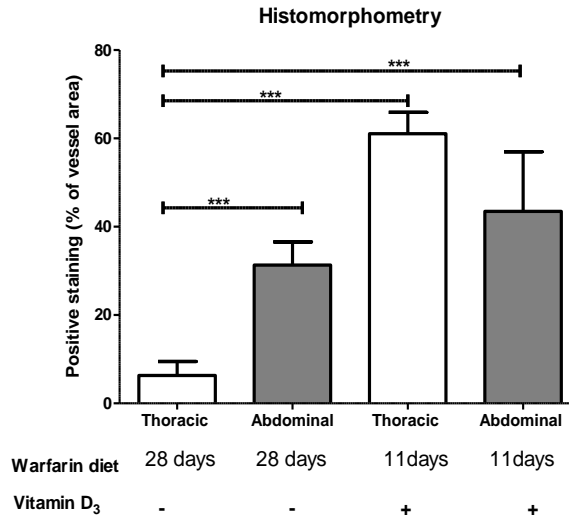 Histomorphometry
Positive staining (% of vessel area)
80
60
40
20
0
***
***
***
Thoracic Abdominal Thoracic Abdominal
Warfarin diet 28 days 28 days 11days 11days
Vitamin D3 - - + +